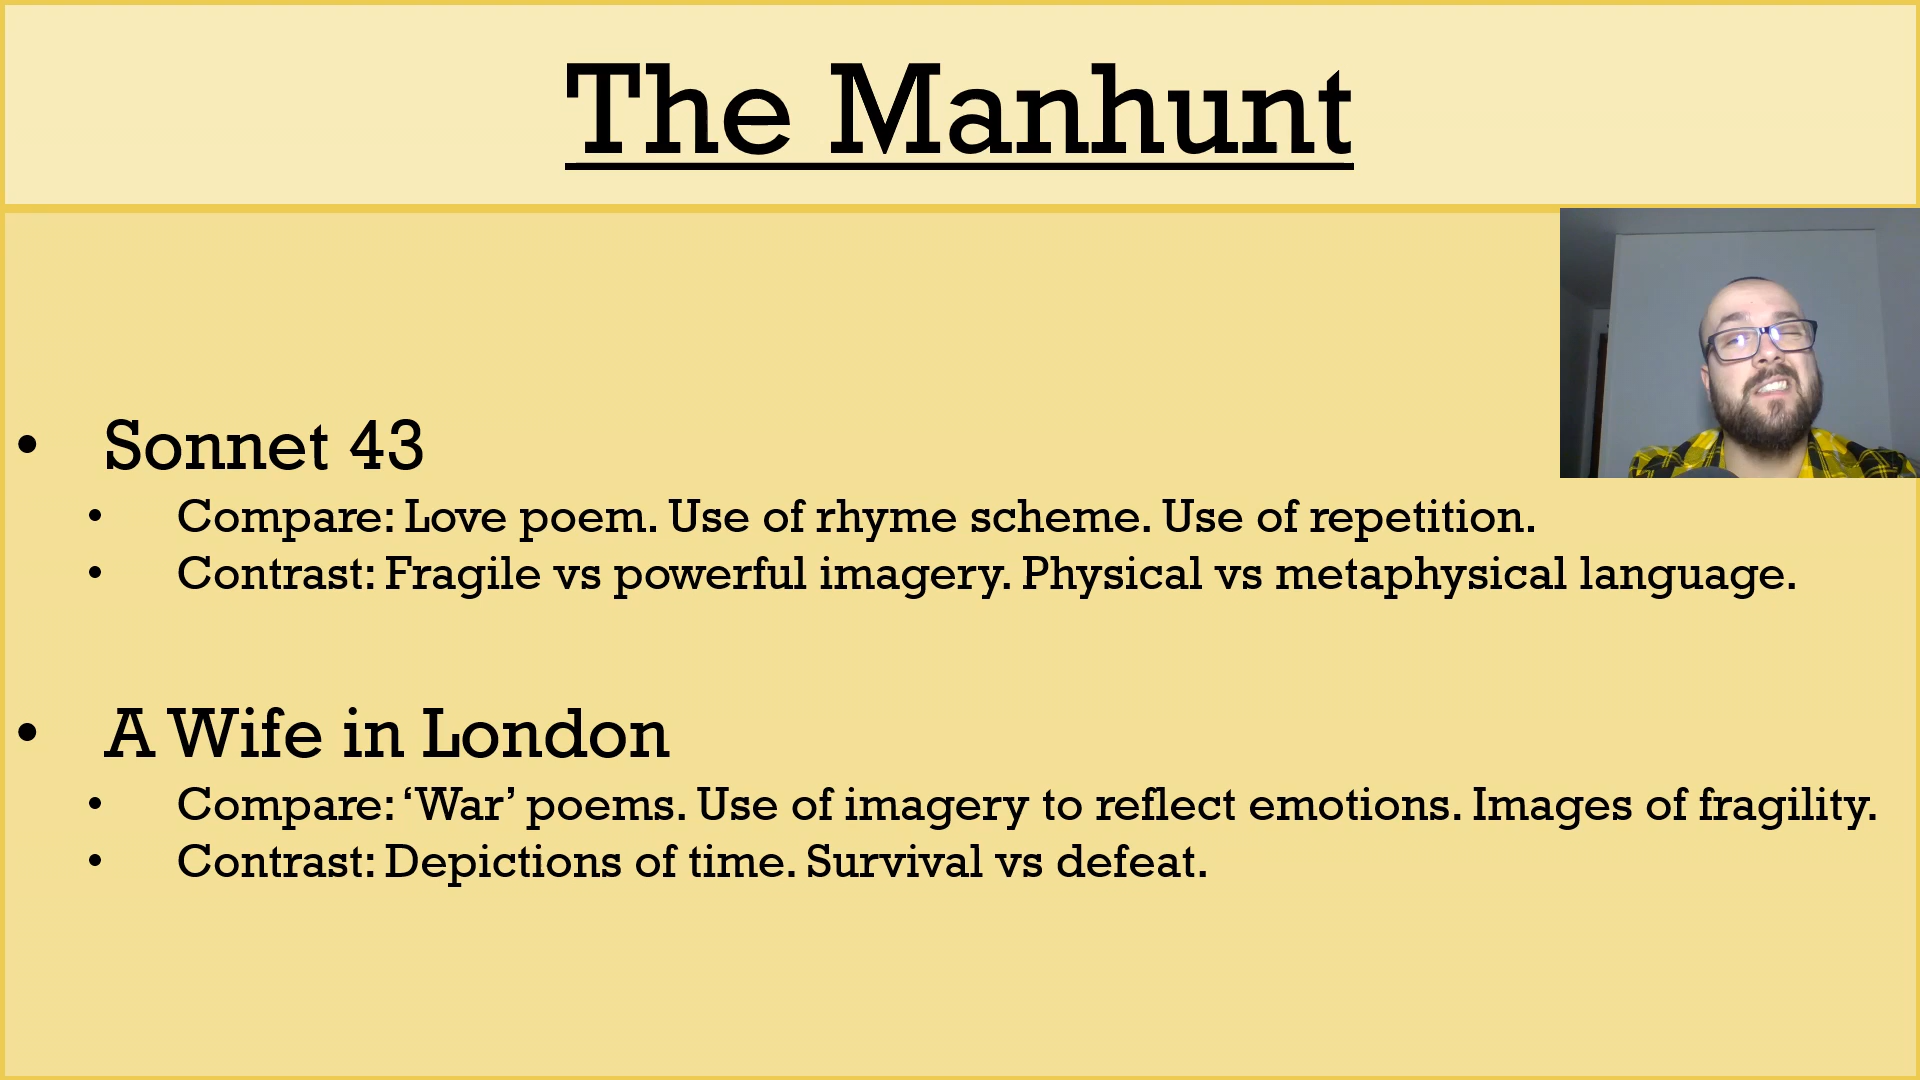 The Manhunt
• Sonnet 43
• Compare: Love poem. Use of rhyme scheme. Use of repetition.
• Contrast: Fragile vs powerful imagery. Physical vs metaphysical language.
• A Wife in London
• Compare: ‘War’ poems. Use of imagery to reflect emotions. Images of fragility.
• Contrast: Depictions of time. Survival vs defeat.